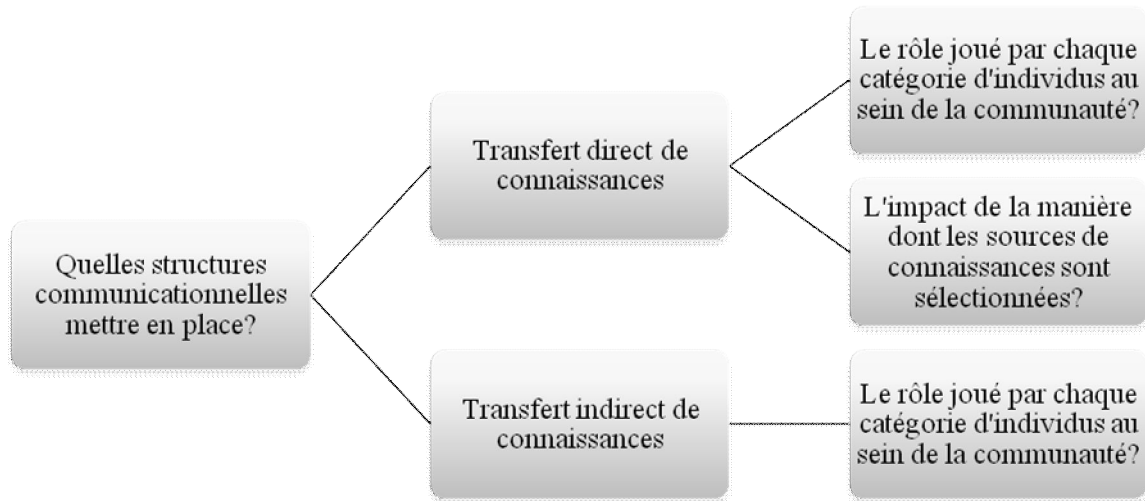 Quelles structures
communicationnelles
mettre en place?
Transfert direct de
connaissances
Le rôle joué par chaque
catégorie d'individus au
sein de la communauté?
L'impact de la manière
dont les sources de
connaissances sont
sélectionnées?
Transfert indirect de
connaissances
Le rôle joué par chaque
catégorie d'individus au
sein de la communauté?